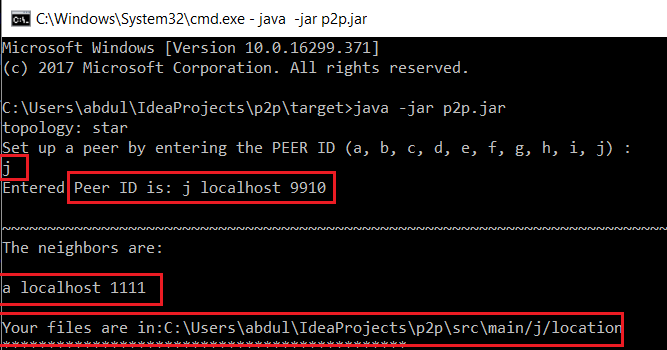 C:\Windows\System32\cmd.exe - java -jar p2p.jar
Microsoft Windows [Version 10.0.16299.371]
(c) 2017 Microsoft Corporation. All rights reserved.
C:\Users\abdul\IdeaProjects\p2p\target>java -jar p2p.jar
topology: star
Set up a peer by entering the PEER ID (a, b, c, d, e, f, g, h, i, j) :
j
Entered Peer ID is: j localhost 9910
~~~~~~~~~~~~~~~~~~~~~~~~~~~~~~~~~~~~~~~~~~~~~~~~~~~~~~~~~~~~~~~~~~~~~~~~~~
The neighbors are:
a localhost 1111
Your files are in:C:\Users\abdul\IdeaProjects\p2p\src\main/j/location
*********************************************